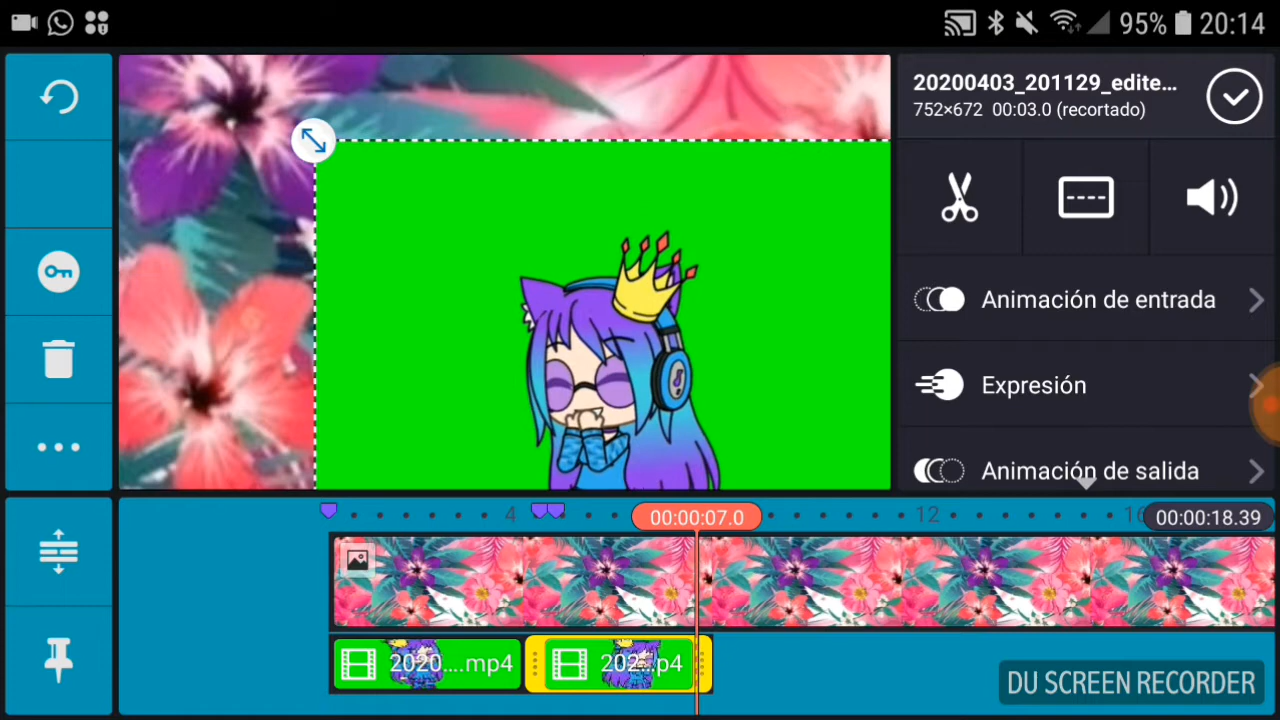 95% 20:14
20200403_201129_edite...
752×672 00:03.0 (recortado)
Animación de entrada
Expresión
Animación de salida
4
00:00:07.0
12
16
00:00:18.39
2020....mp4
202...p4
DU SCREEN RECORDER